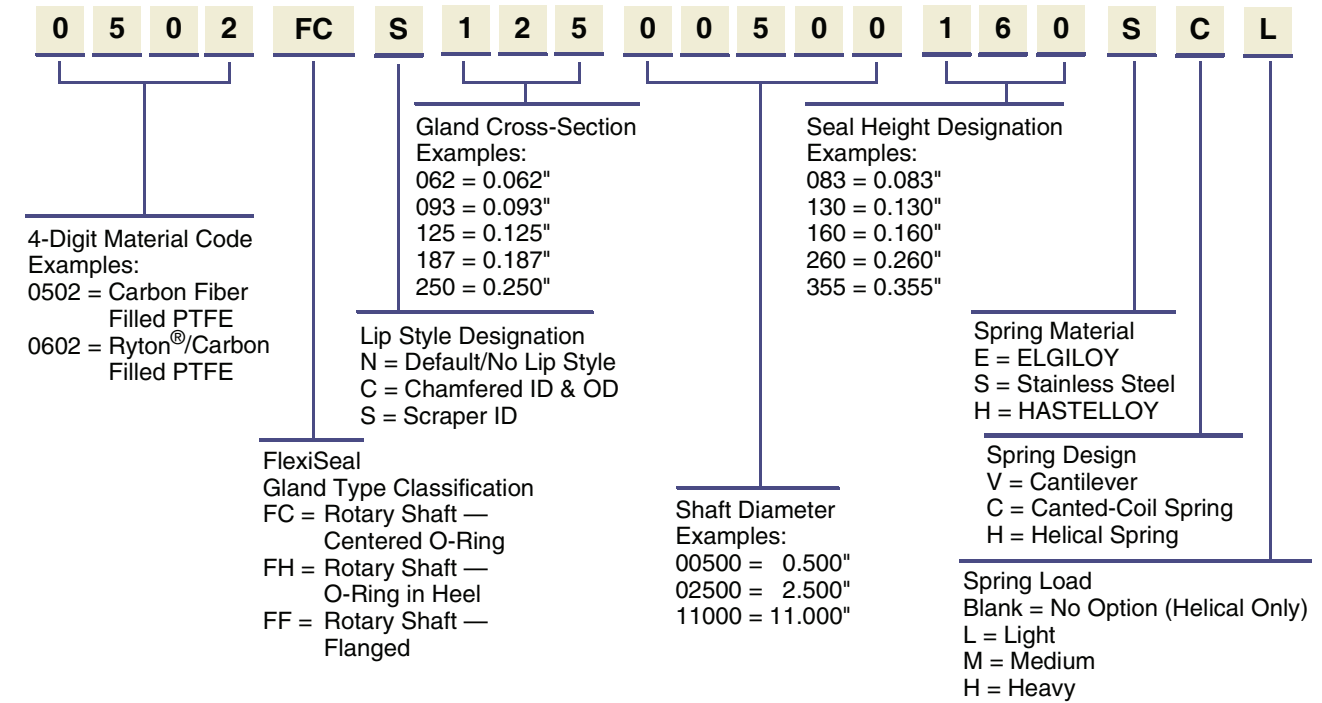 0 5 0 2 FC S 1 2 5 0 0 5 0 0 1 6 0 S C L
Gland Cross-Section
Examples:
062 = 0.062"
093 = 0.093"
125 = 0.125"
187 = 0.187"
250 = 0.250"
Seal Height Designation
Examples:
083 = 0.083"
130 = 0.130"
160 = 0.160"
260 = 0.260"
355 = 0.355"
4-Digit Material Code
Examples:
0502 = Carbon Fiber
Filled PTFE
0602 = Ryton®/Carbon
Filled PTFE
Lip Style Designation
N = Default/No Lip Style
C = Chamfered ID & OD
S = Scraper ID
Spring Material
E = ELGILOY
S = Stainless Steel
H = HASTELLOY
FlexiSeal
Gland Type Classification
FC = Rotary Shaft —
Centered O-Ring
FH = Rotary Shaft —
O-Ring in Heel
FF = Rotary Shaft —
Flanged
Shaft Diameter
Examples:
00500 = 0.500"
02500 = 2.500"
11000 = 11.000"
Spring Design
V = Cantilever
C = Canted-Coil Spring
H = Helical Spring
Spring Load
Blank = No Option (Helical Only)
L = Light
M = Medium
H = Heavy